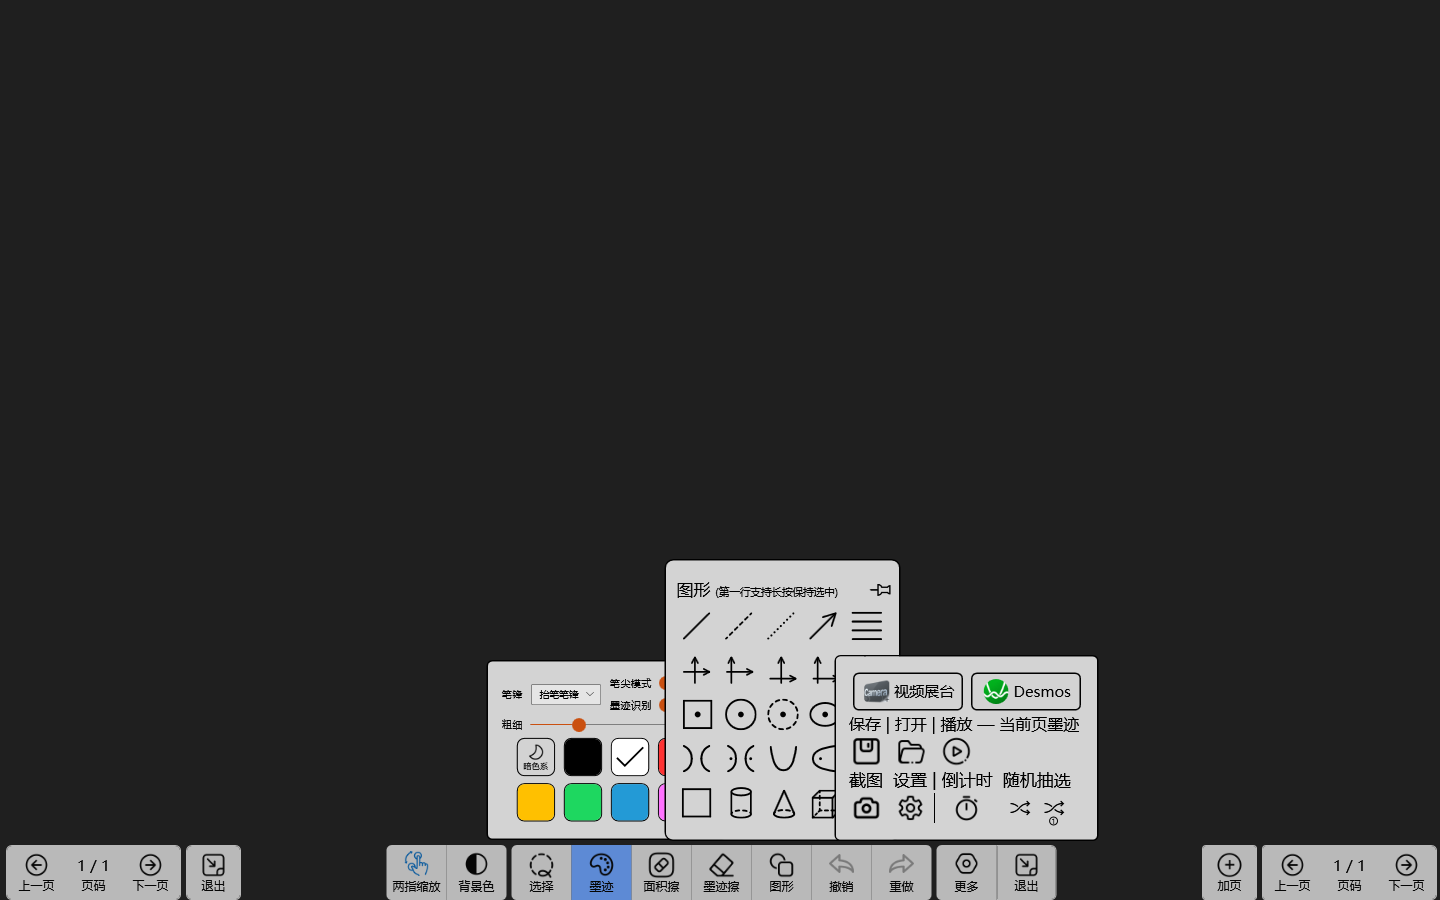 图形 (第一行支持长按保持选中)
笔锋 抬笔笔锋 笔尖模式
墨迹识别
粗细
暗色系
Camera 视频展台 Desmos
保存 | 打开 | 播放 — 当前页墨迹
截图 设置 | 倒计时 随机抽选
1
1 / 1
上一页 页码 下一页
退出
两指缩放 背景色 选择 墨迹 面积擦 墨迹擦 图形 撤销 重做 更多 退出
加页
1 / 1
上一页 页码 下一页